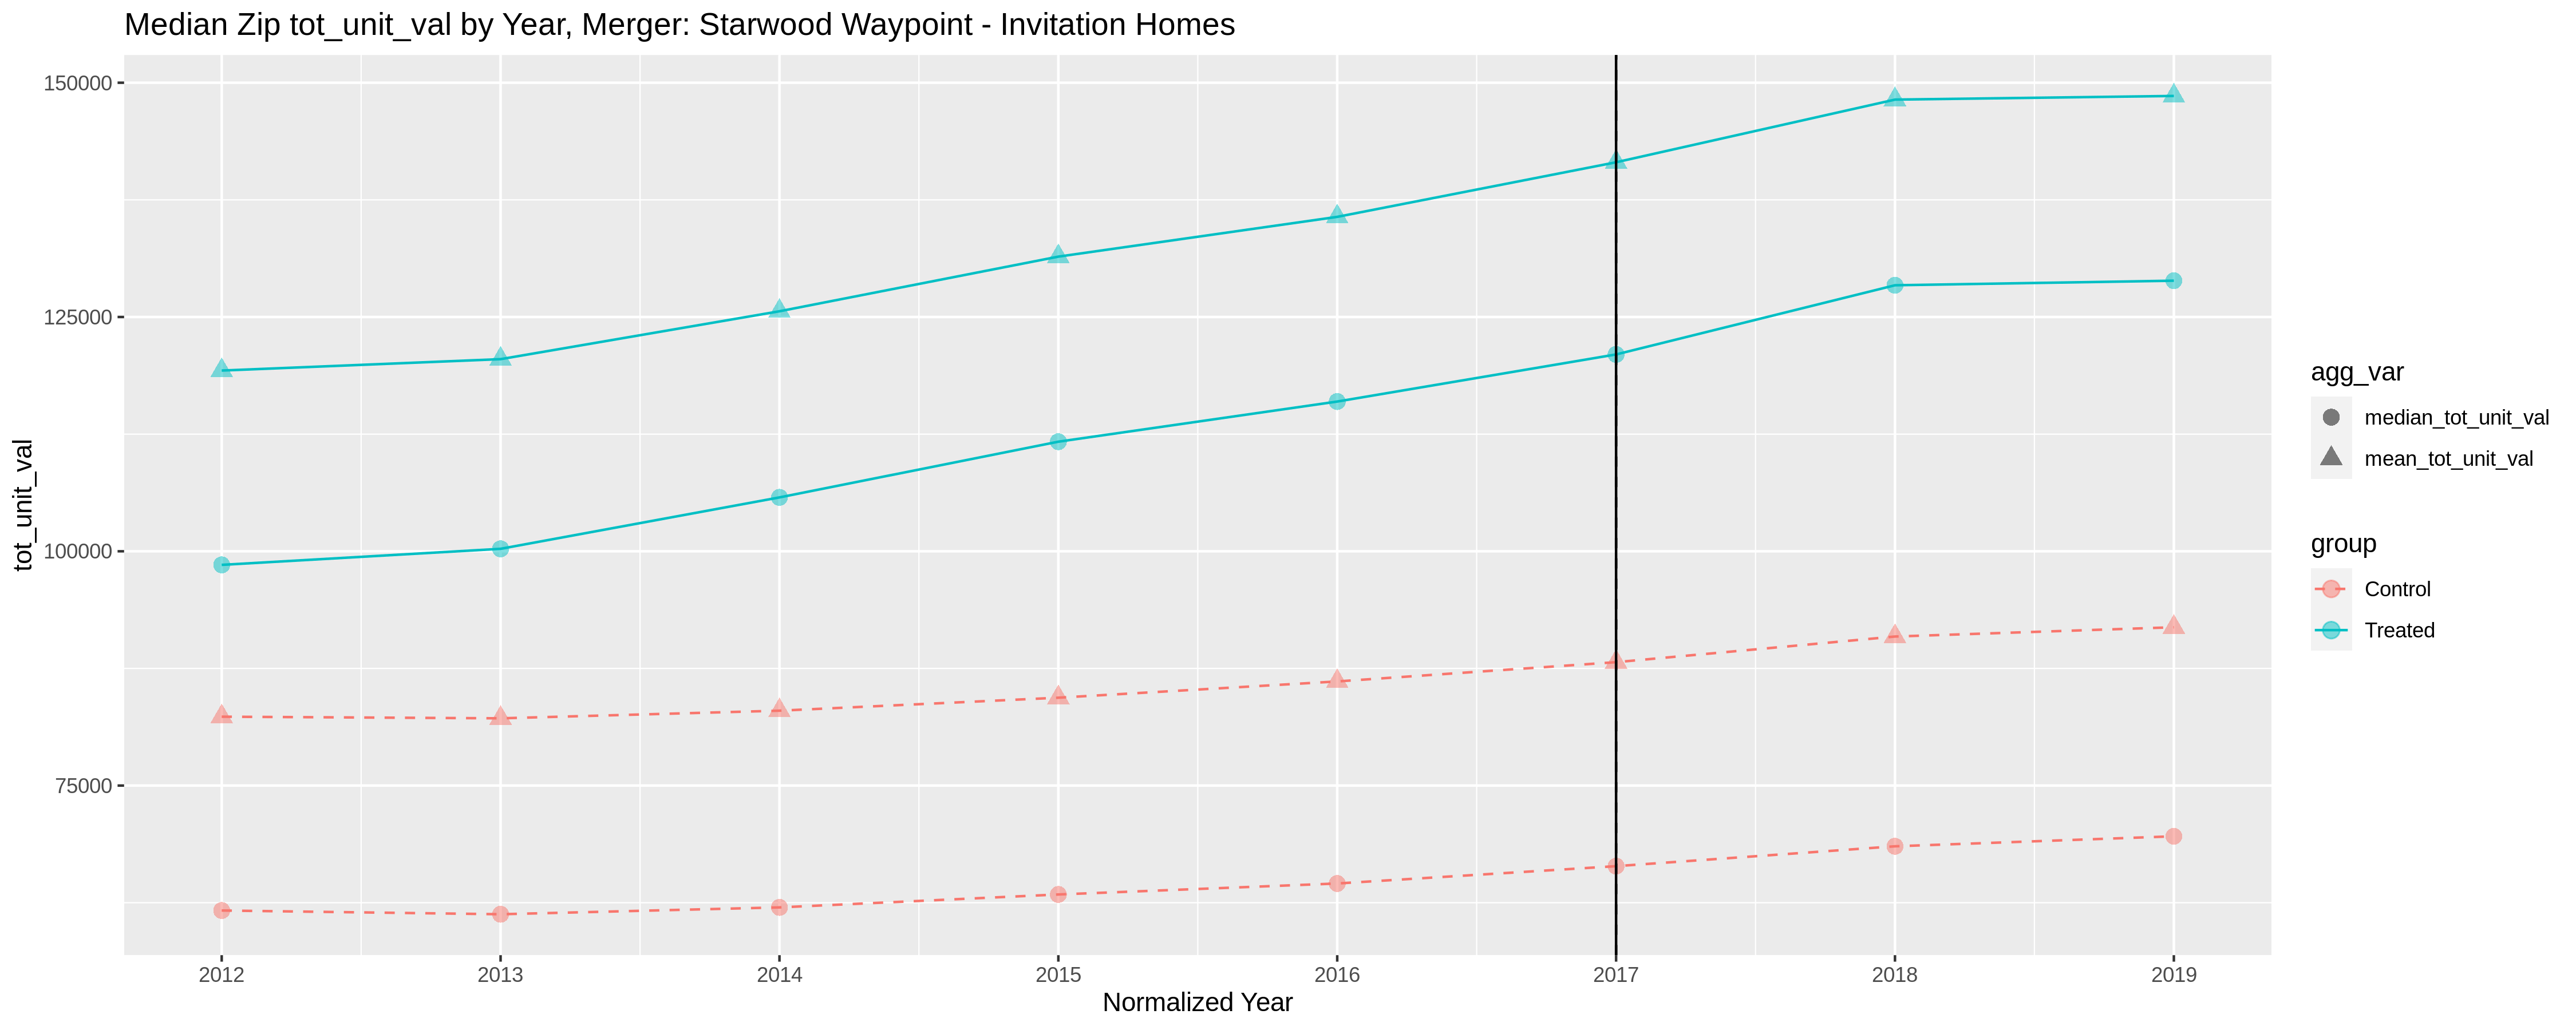 Median Zip tot_unit_val by Year, Merger: Starwood Waypoint - Invitation Homes
tot_unit_val
150000
125000
100000
75000
2012 2013 2014 2015 2016 2017 2018 2019
Normalized Year
agg_var
median_tot_unit_val
mean_tot_unit_val
group
Control
Treated